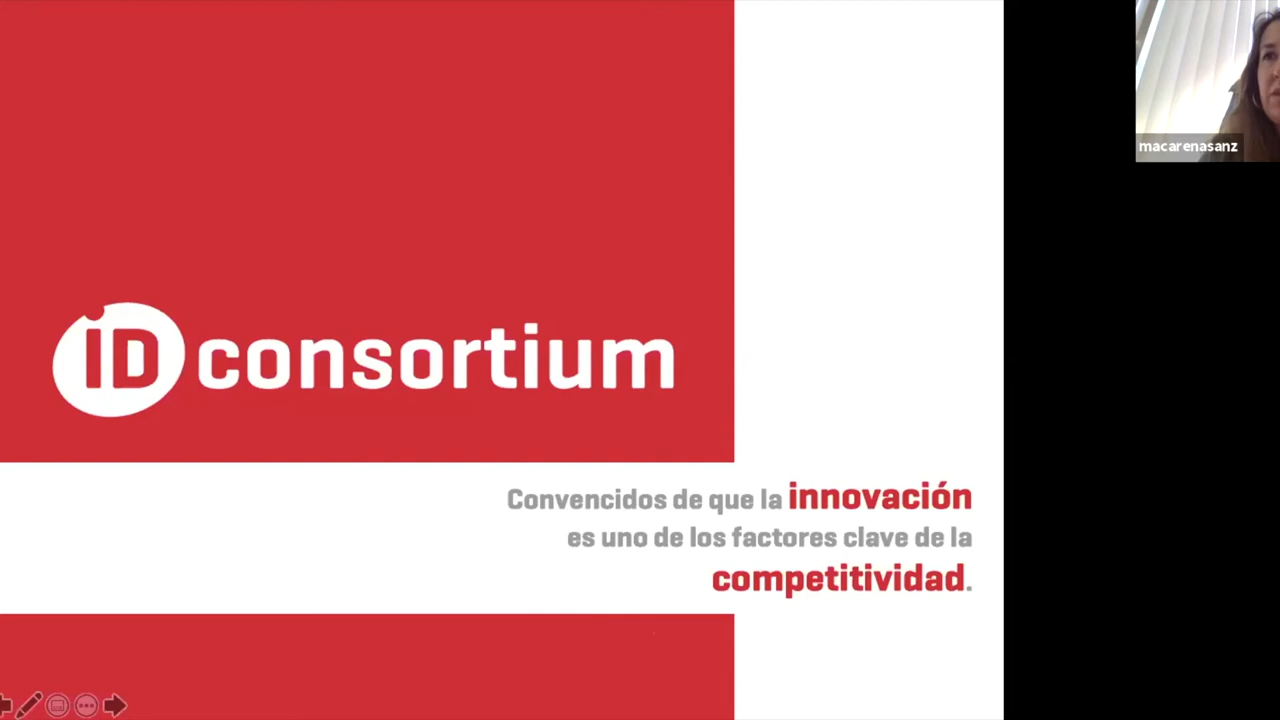 ID consortium
Convencidos de que la innovación
es uno de los factores clave de la
competitividad.
macarenasanz